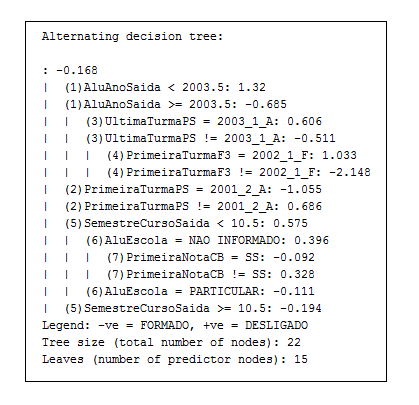 Alternating decision tree:
: -0.168
| (1)AluAnoSaida < 2003.5: 1.32
| (1)AluAnoSaida >= 2003.5: -0.685
| | (3)UltimaTurmaPS = 2003_1_A: 0.606
| | (3)UltimaTurmaPS != 2003_1_A: -0.511
| | | (4)PrimeiraTurmaF3 = 2002_1_F: 1.033
| | | (4)PrimeiraTurmaF3 != 2002_1_F: -2.148
| (2)PrimeiraTurmaPS = 2001_2_A: -1.055
| (2)PrimeiraTurmaPS != 2001_2_A: 0.686
| (5)SemestreCursoSaida < 10.5: 0.575
| | (6)AluEscola = NAO INFORMADO: 0.396
| | | (7)PrimeiraNotaCB = SS: -0.092
| | | (7)PrimeiraNotaCB != SS: 0.328
| | (6)AluEscola = PARTICULAR: -0.111
| (5)SemestreCursoSaida >= 10.5: -0.194
Legend: -ve = FORMADO, +ve = DESLIGADO
Tree size (total number of nodes): 22
Leaves (number of predictor nodes): 15